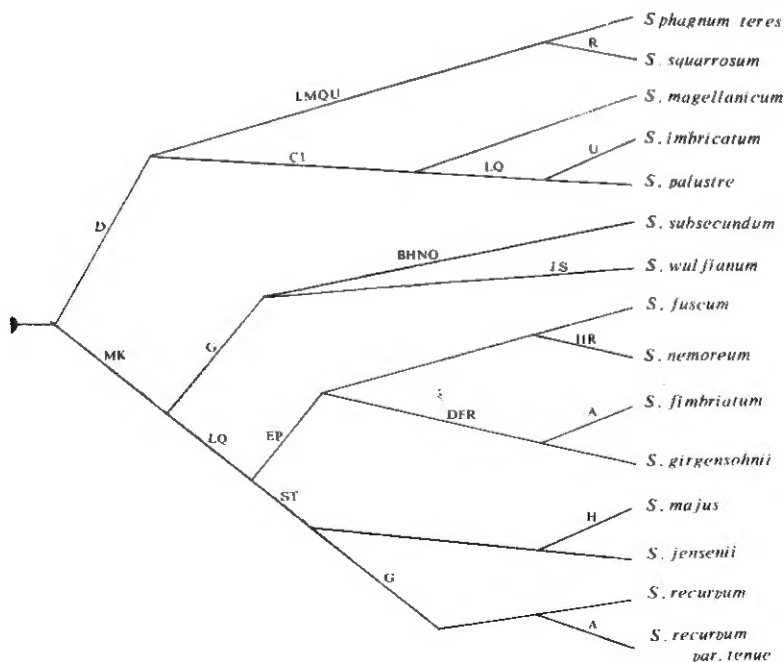 Sphagnum teres
R
S. squarrosum
LMQU
S. magellanicum
S. imbricatum
U
CI
LQ
S. palustre
S. subsecundum
D
BHNO
S. wulfianum
IS
S. fuscum
G
MK
HR
S. nemoreum
S. fimbriatum
A
DFR
LQ
EP
S. girgensohnii
ST
S. majus
H
S. jensenii
G
S. recurvum
A
S. recurvum
var. tenue